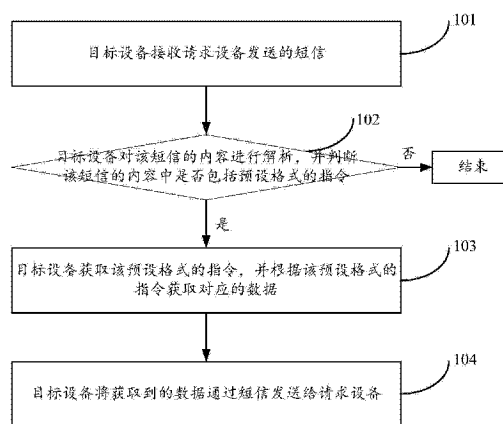 101
目标设备接收请求设备发送的短信
102
目标设备对该短信的内容进行解析，并判断
该短信的内容中是否包括预设格式的指令
否
结束
是
103
目标设备获取该预设格式的指令，并根据该预设格式的
指令获取对应的数据
104
目标设备将获取到的数据通过短信发送给请求设备